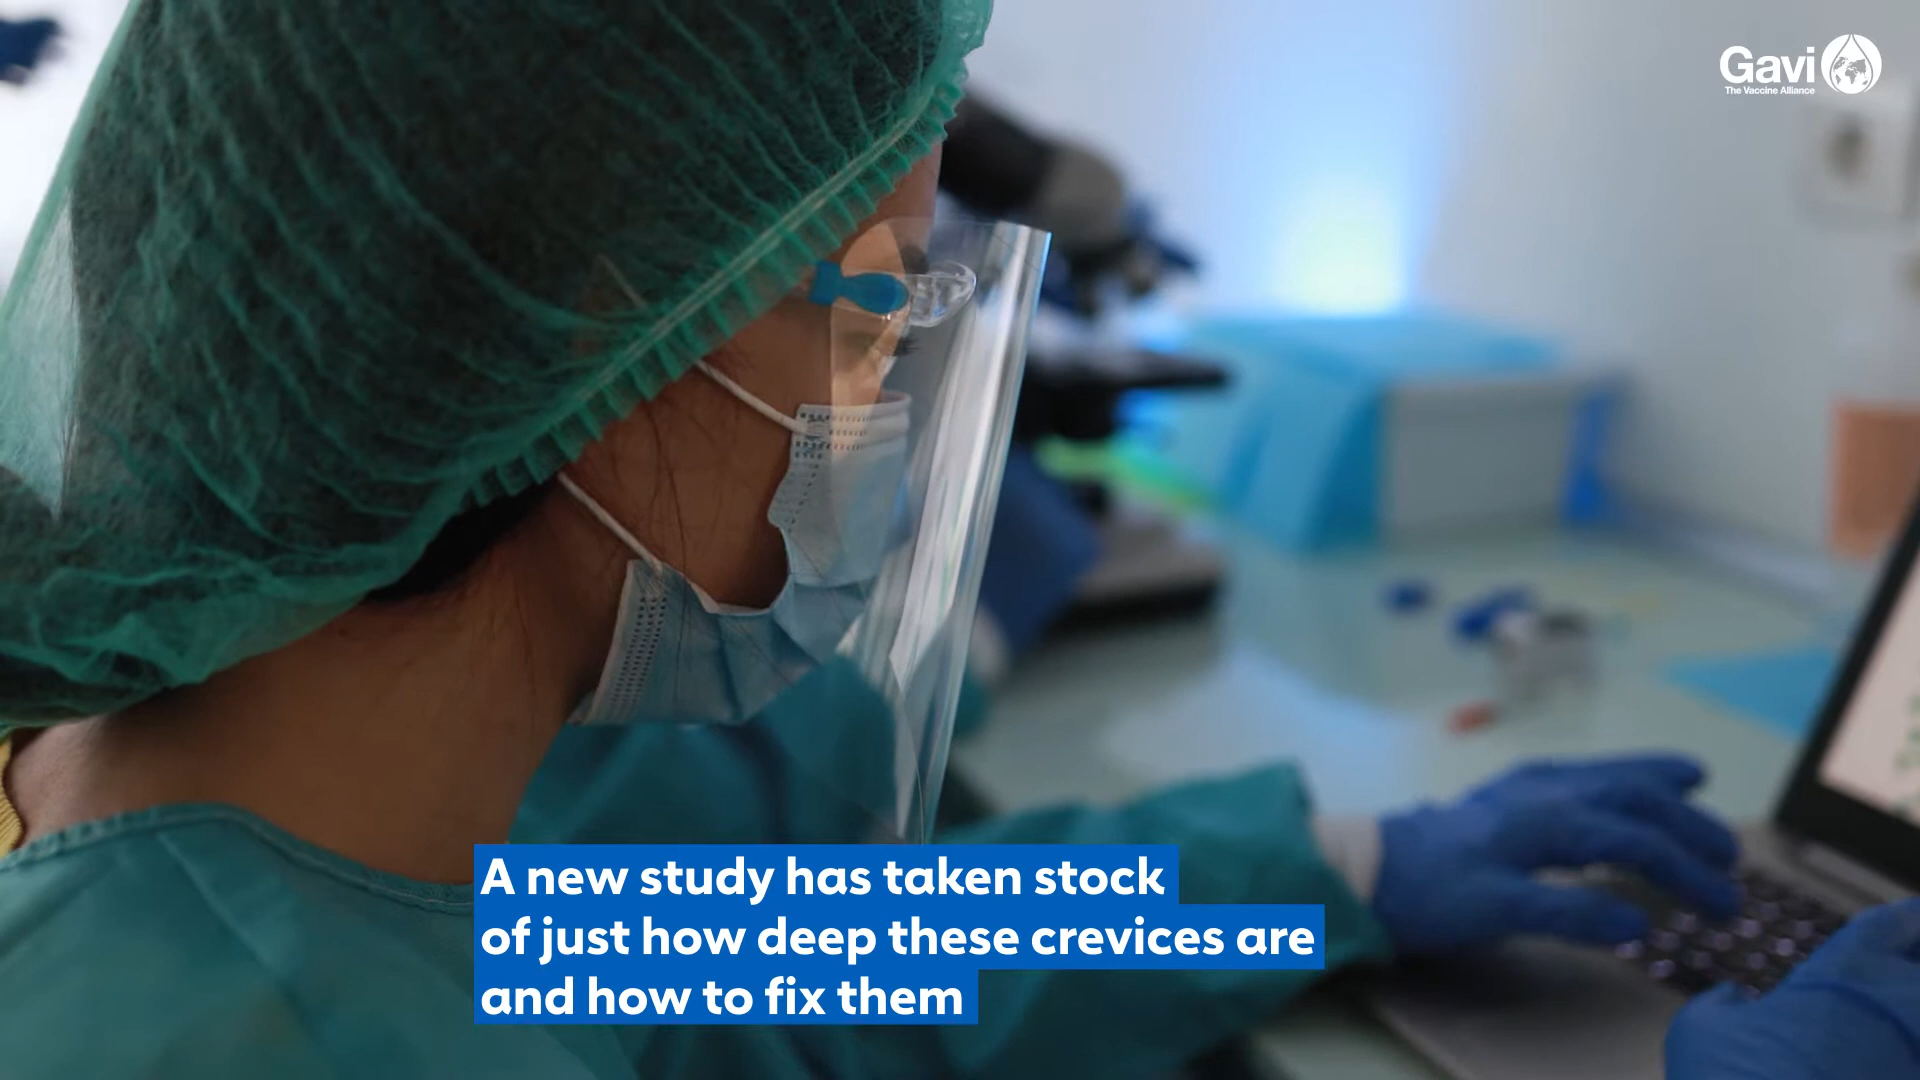 Gavi
The Vaccine Alliance
A new study has taken stock
of just how deep these crevices are
and how to fix them